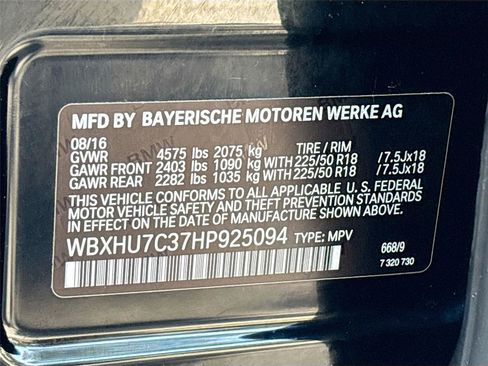 MFD BY BAYERISCHE MOTOREN WERKE AG
08/16
GVWR 4575 lbs 2075 kg TIRE / RIM
GAWR FRONT 2403 lbs 1090 kg WITH 225/50 R18 /7.5Jx18
GAWR REAR 2282 lbs 1035 kg WITH 225/50 R18 /7.5Jx18
THIS VEHICLE CONFORMS TO ALL APPLICABLE U. S. FEDERAL
MOTOR VEHICLE SAFETY, BUMPER, AND THEFT PREVENTION
STANDARDS IN EFFECT ON THE DATE OF MANUFACTURE SHOWN ABOVE.
WBXHU7C37HP925094 TYPE: MPV
668/9
7 320 730